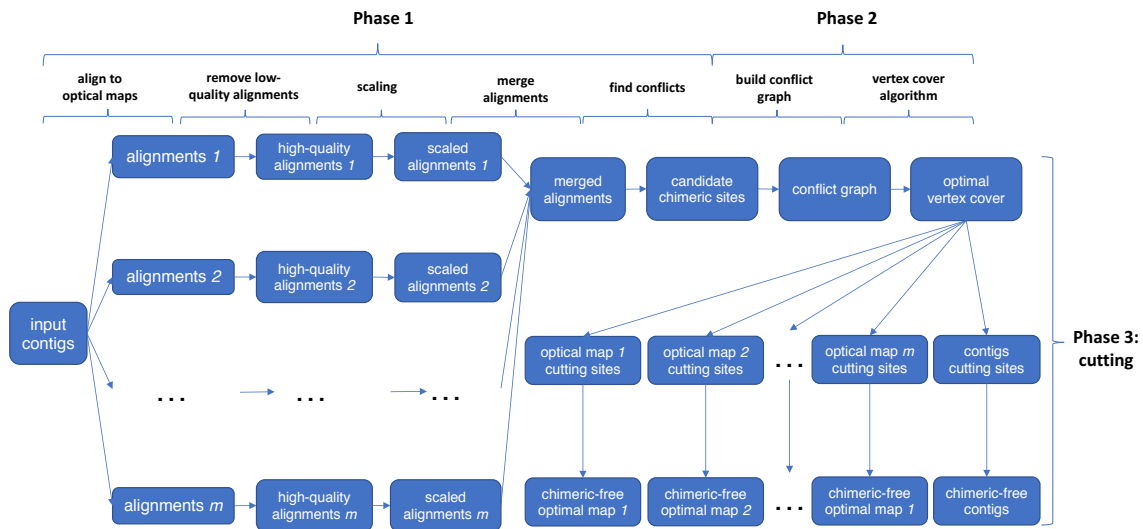 Phase 1
Phase 2
align to
optical maps
remove low-
quality alignments
scaling
merge
alignments
find conflicts
build conflict
graph
vertex cover
algorithm
alignments 1
high-quality
alignments 1
scaled
alignments 1
merged
alignments
candidate
chimeric sites
conflict graph
optimal
vertex cover
alignments 2
high-quality
alignments 2
scaled
alignments 2
input
contigs
Phase 3:
cutting
optical map 1
cutting sites
optical map 2
cutting sites
...
optical map m
cutting sites
contigs
cutting sites
...
...
...
alignments m
high-quality
alignments m
scaled
alignments m
chimeric-free
optimal map 1
chimeric-free
optimal map 2
...
chimeric-free
optimal map 1
chimeric-free
contigs